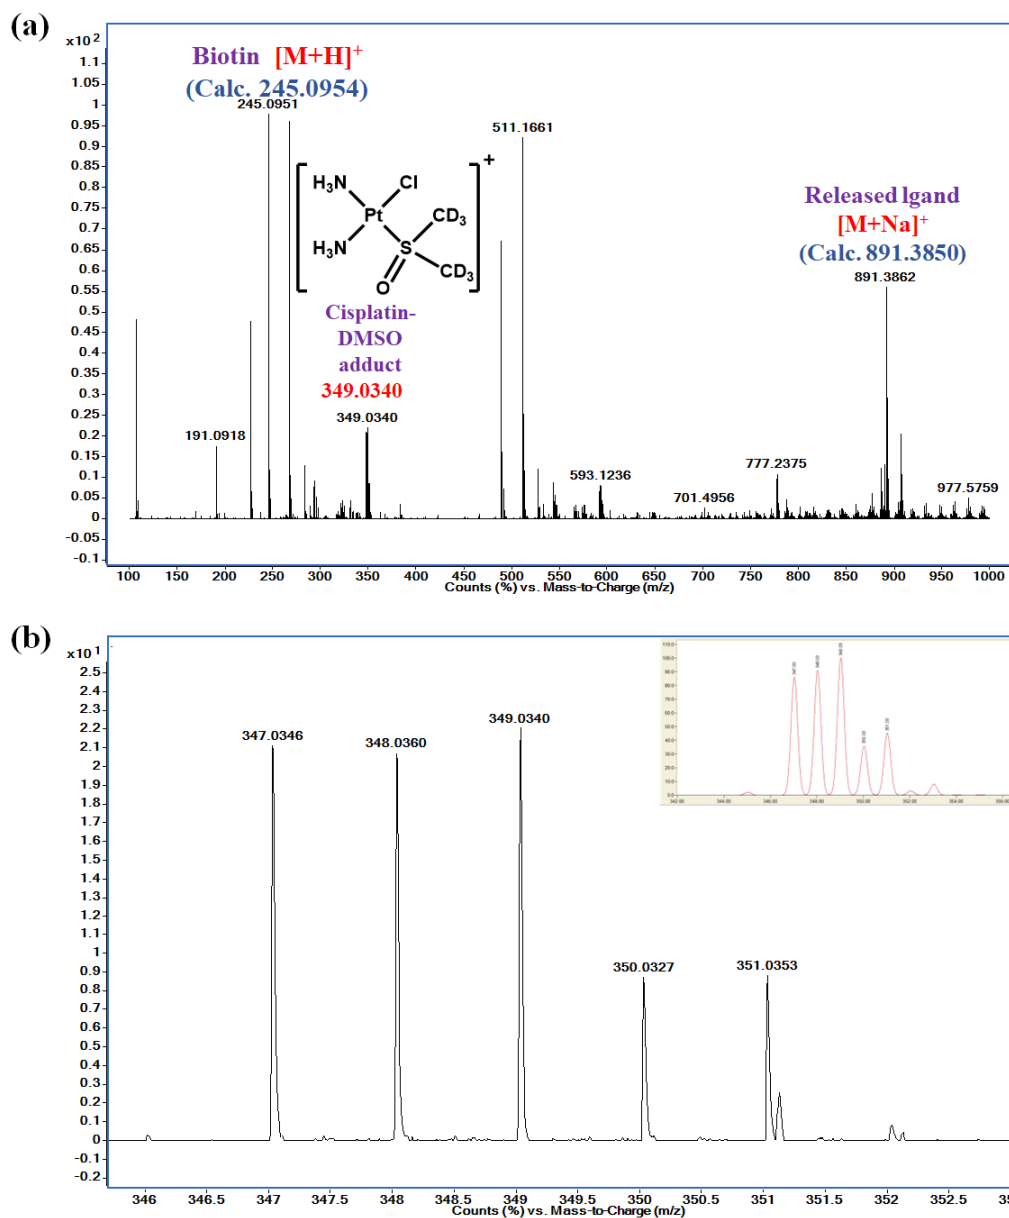 (a)
x10²
Biotin [M+H]⁺
(Calc. 245.0954)
245.0951
511.1661
[ ]⁺
H₃N
Cl
Pt
H₃N
S
CD₃
CD₃
O
Cisplatin-
DMSO
adduct
349.0340
349.0340
Released lgand
[M+Na]⁺
(Calc. 891.3850)
891.3862
191.0918
593.1236
701.4956
777.2375
977.5759
1.1
1.05
1
0.95
0.9
0.85
0.8
0.75
0.7
0.65
0.6
0.55
0.5
0.45
0.4
0.35
0.3
0.25
0.2
0.15
0.1
0.05
0
-0.05
-0.1
100 150 200 250 300 350 400 450 500 550 600 650 700 750 800 850 900 950 1000
Counts (%) vs. Mass-to-Charge (m/z)
(b)
x10¹
347.0346
348.0360
349.0340
350.0327
351.0353
2.5
2.4
2.3
2.2
2.1
2
1.9
1.8
1.7
1.6
1.5
1.4
1.3
1.2
1.1
1
0.9
0.8
0.7
0.6
0.5
0.4
0.3
0.2
0.1
0
-0.1
-0.2
346 346.5 347 347.5 348 348.5 349 349.5 350 350.5 351 351.5 352 352.5
Counts (%) vs. Mass-to-Charge (m/z)